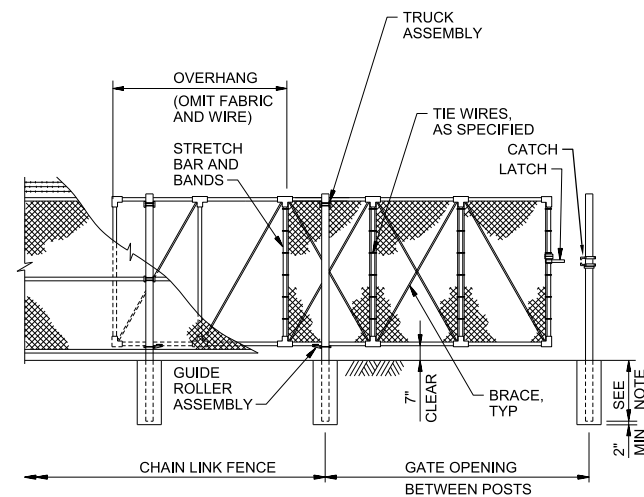 TRUCK
ASSEMBLY
OVERHANG
(OMIT FABRIC
AND WIRE)
TIE WIRES,
AS SPECIFIED
STRETCH
BAR AND
BANDS
CATCH
LATCH
GUIDE
ROLLER
ASSEMBLY
7"
CLEAR
BRACE,
TYP
SEE
NOTE
2"
MIN
CHAIN LINK FENCE
GATE OPENING
BETWEEN POSTS